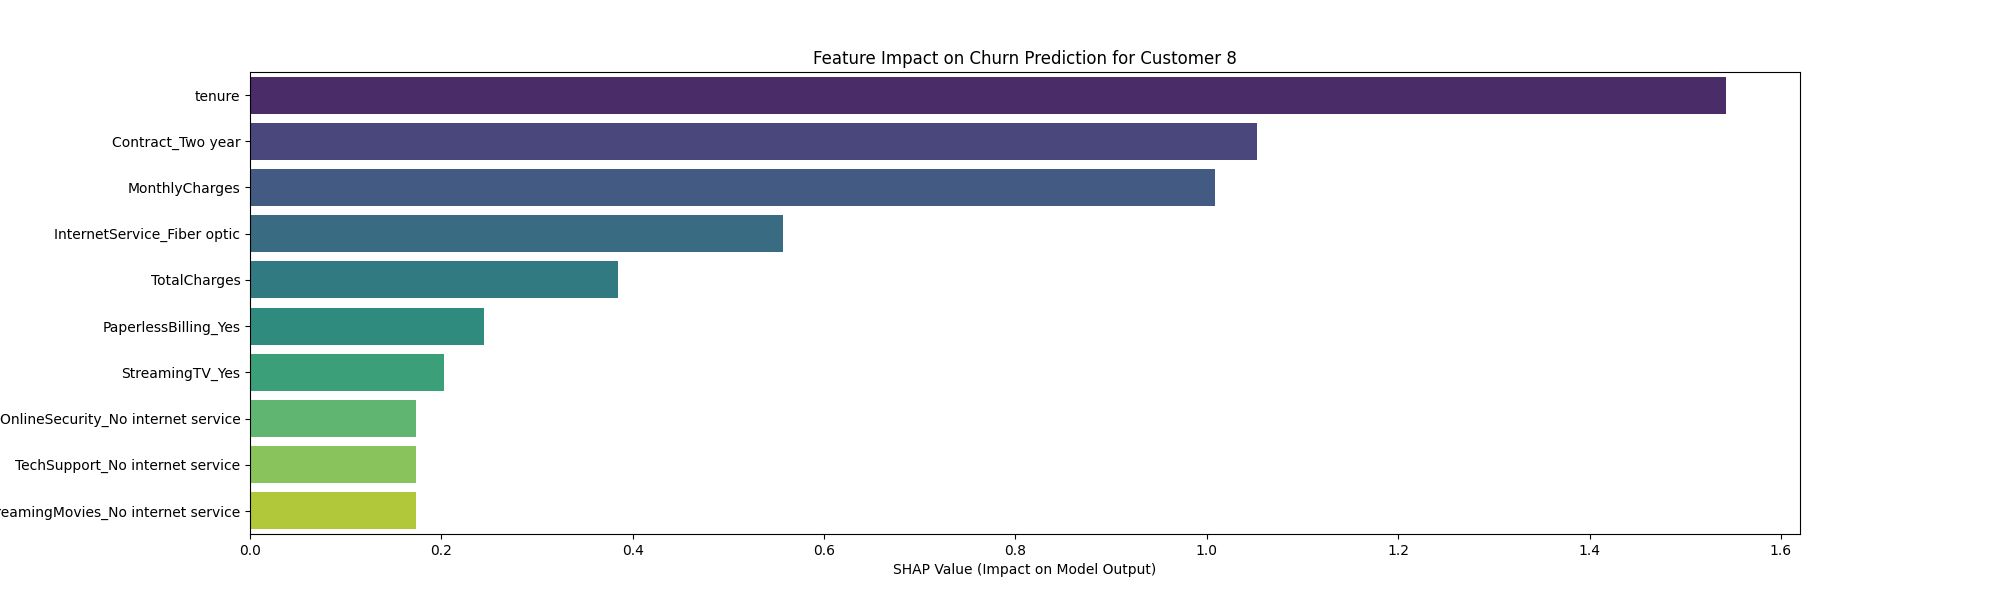 Feature Impact on Churn Prediction for Customer 8
tenure
Contract_Two year
MonthlyCharges
InternetService_Fiber optic
TotalCharges
PaperlessBilling_Yes
StreamingTV_Yes
OnlineSecurity_No internet service
TechSupport_No internet service
reamingMovies_No internet service
0.0 0.2 0.4 0.6 0.8 1.0 1.2 1.4 1.6
SHAP Value (Impact on Model Output)